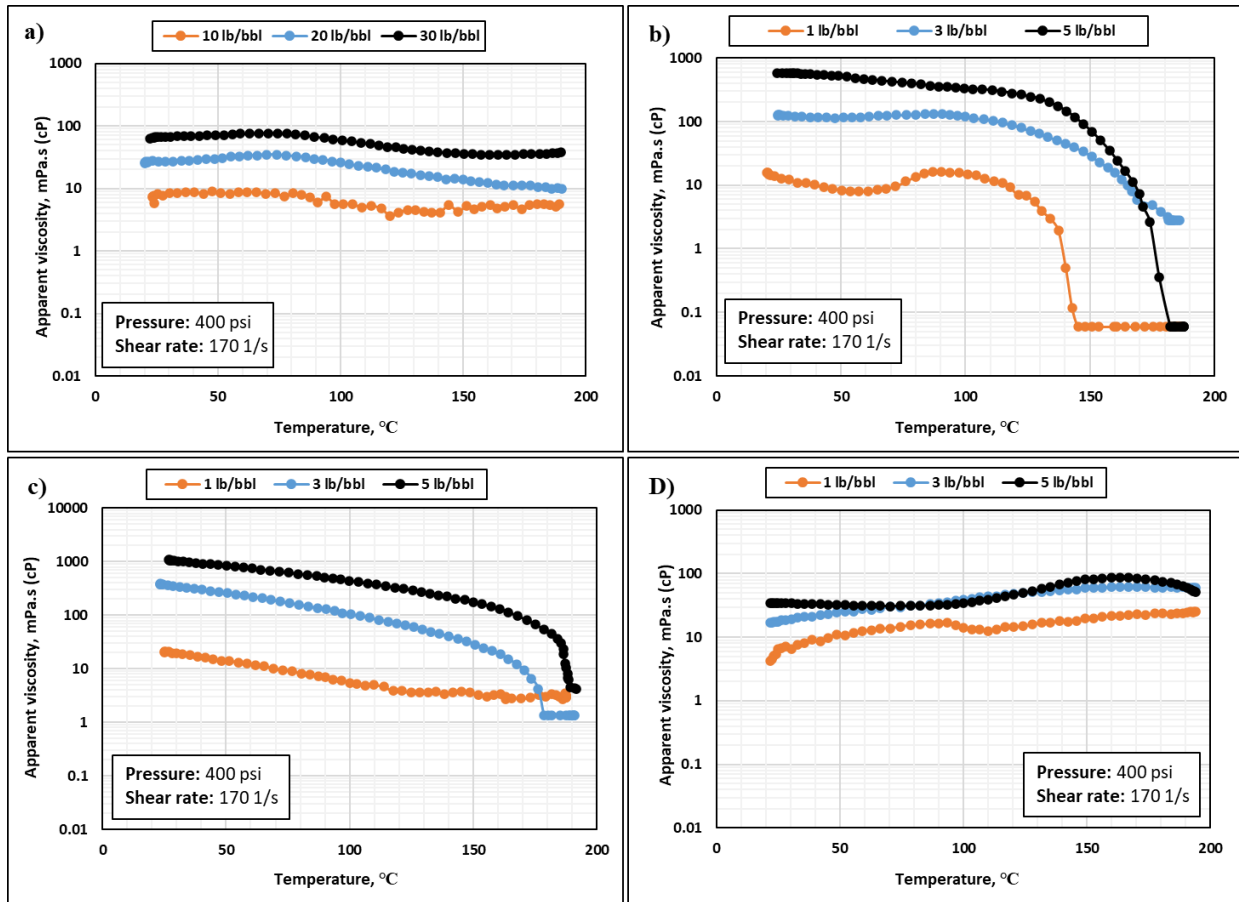 a)
10 lb/bbl 20 lb/bbl 30 lb/bbl
1000
100
10
1
0.1
0.01
Apparent viscosity, mPa.s (cP)
Pressure: 400 psi
Shear rate: 170 1/s
0 50 100 150 200
Temperature, °C
b)
1 lb/bbl 3 lb/bbl 5 lb/bbl
1000
100
10
1
0.1
0.01
Apparent viscosity, mPa.s (cP)
Pressure: 400 psi
Shear rate: 170 1/s
0 50 100 150 200
Temperature, °C
c)
1 lb/bbl 3 lb/bbl 5 lb/bbl
10000
1000
100
10
1
0.1
0.01
Apparent viscosity, mPa.s (cP)
Pressure: 400 psi
Shear rate: 170 1/s
0 50 100 150 200
Temperature, °C
D)
1 lb/bbl 3 lb/bbl 5 lb/bbl
1000
100
10
1
0.1
0.01
Apparent viscosity, mPa.s (cP)
Pressure: 400 psi
Shear rate: 170 1/s
0 50 100 150 200
Temperature, °C